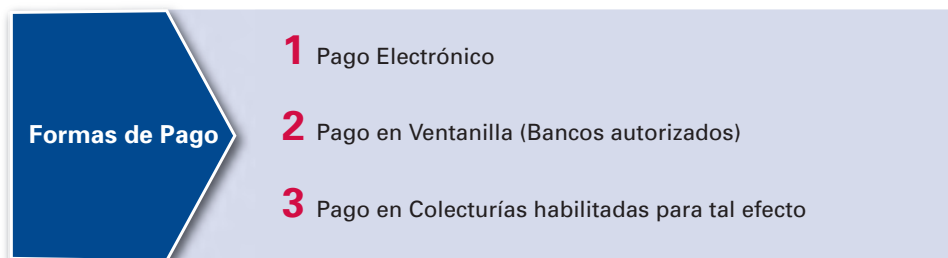 Formas de Pago
1 Pago Electrónico
2 Pago en Ventanilla (Bancos autorizados)
3 Pago en Colecturías habilitadas para tal efecto